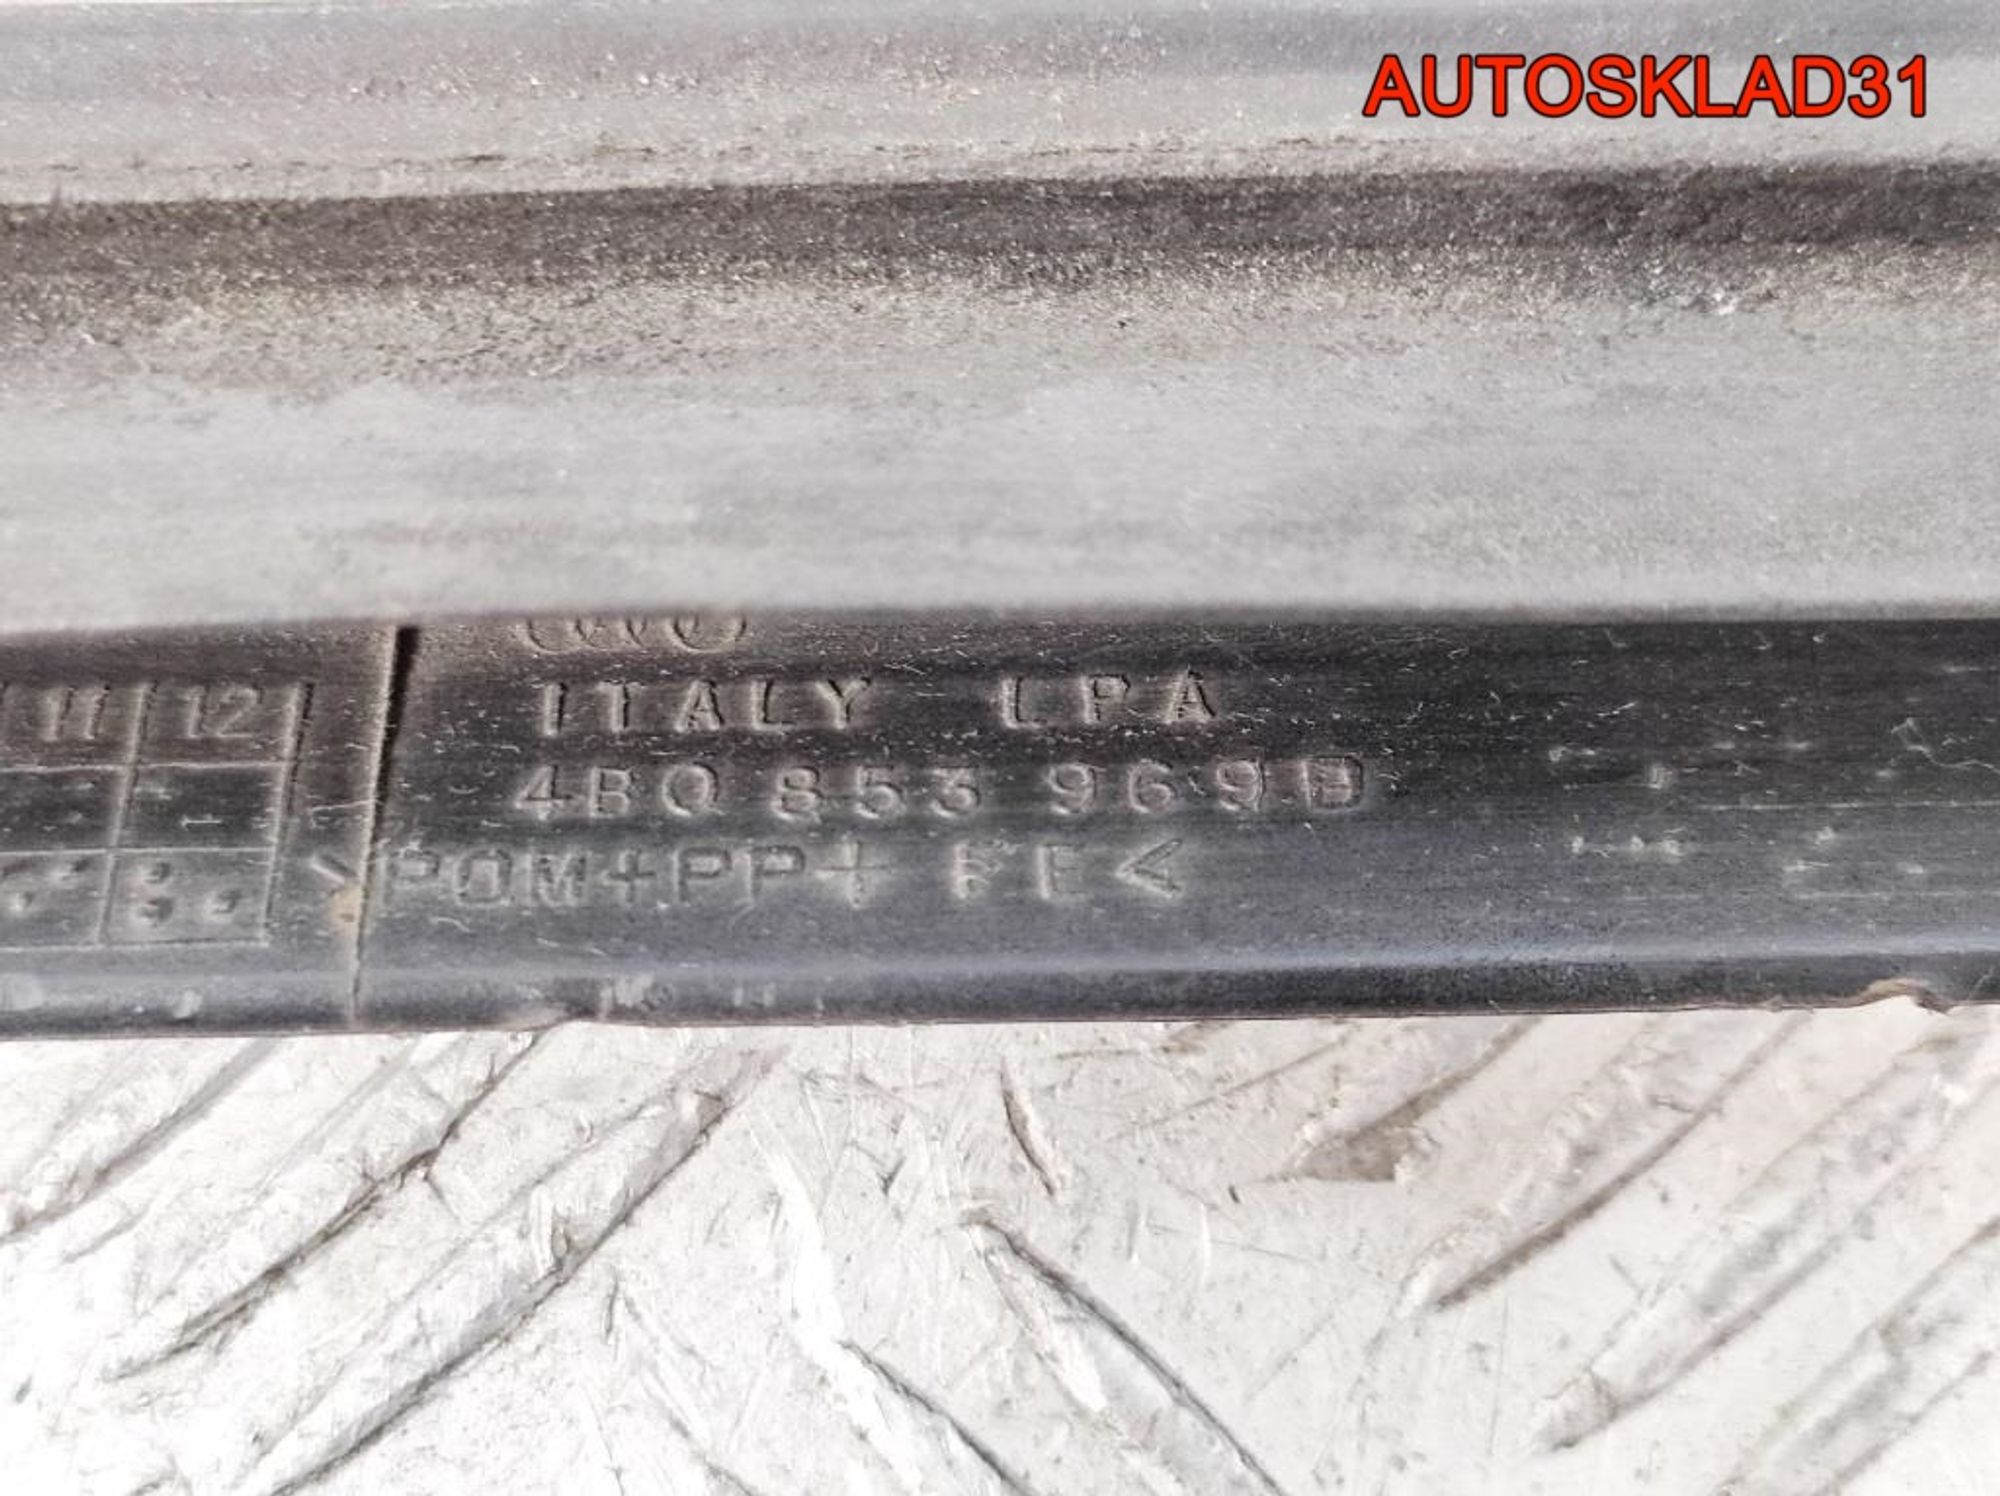 AUTOSKLAD31
ITALY LPA
11 12
4B0 853 969 B
>POM+PP+ FE<